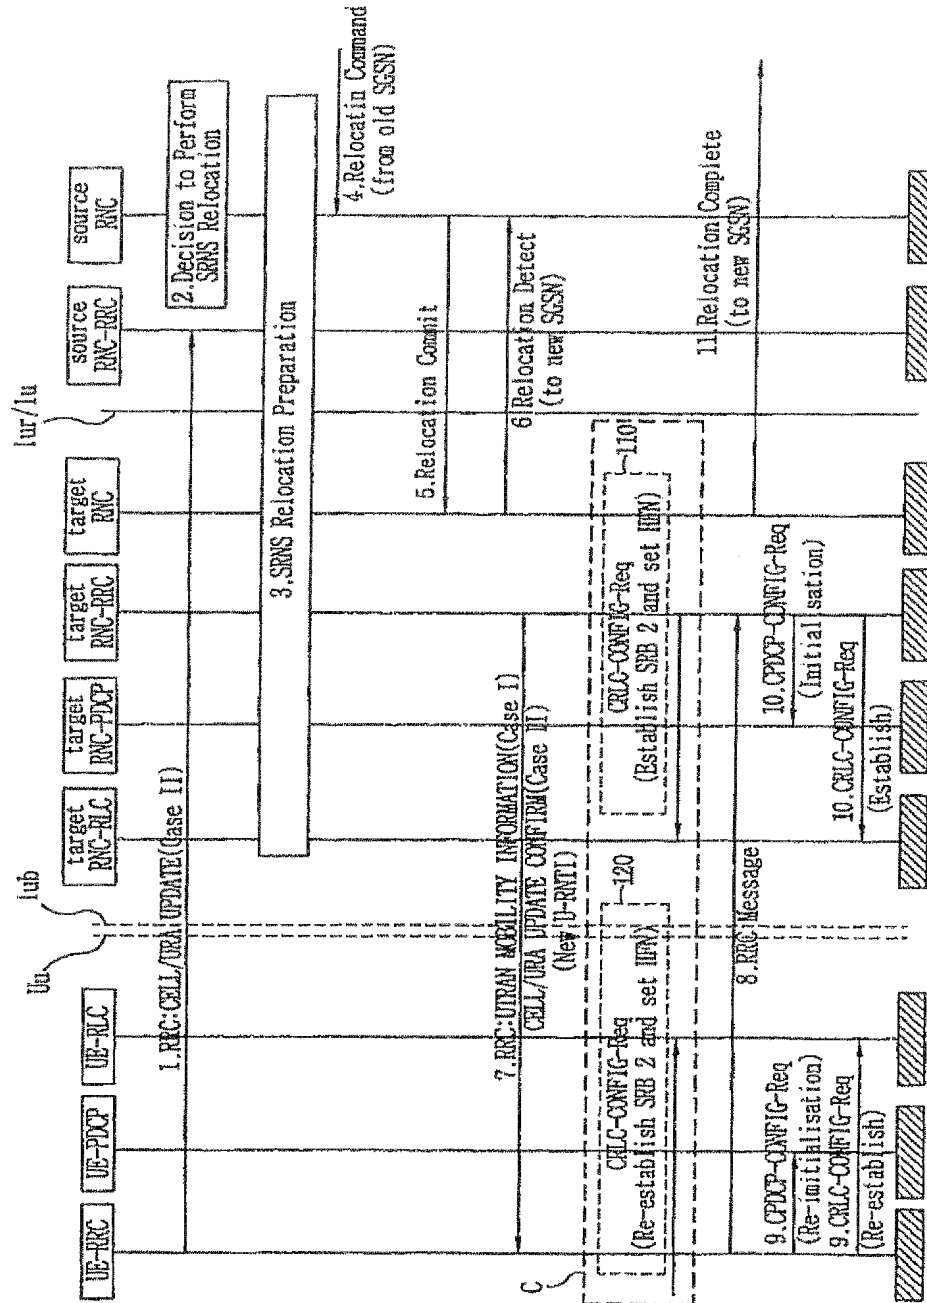 UE-RRC
UE-PDCP
UE-RLC
Uu
iub
target
RNC-RLC
target
RNC-PDCP
target
RNC-RRC
target
RNC
Iur/Iu
source
RNC-RRC
source
RNC
1.RRC:CELL/URA UPDATE(Case II)
2.Decision to Perform
SRNS Relocation
3.SRNS Relocation Preparation
4.Relocatin Command
(from old SGSN)
5.Relocation Commit
6 Relocation Detect
(to new SGSN)
7.RRC:UTRAN MOBILITY INFORMATION(Case I)
CELL/URA UPDATE CONFIRM(Case II)
(New U-RNTI)
C
120
CRLC-CONFIG-Req
(Re-establish SRB 2 and set HFN)
110
CRLC-CONFIG-Req
(Establish SRB 2 and set HFN)
8.RRC:Message
9.CPDCP-CONFIG-Req
(Re-imitialisation)
9.CRLC-CONFIG-Req
(Re-establish)
10.CPDCP-CONFIG-Req
(Initialisation)
10.CRLC-CONFIG-Req
(Establish)
11.Relocation Complete
(to new SGSN)